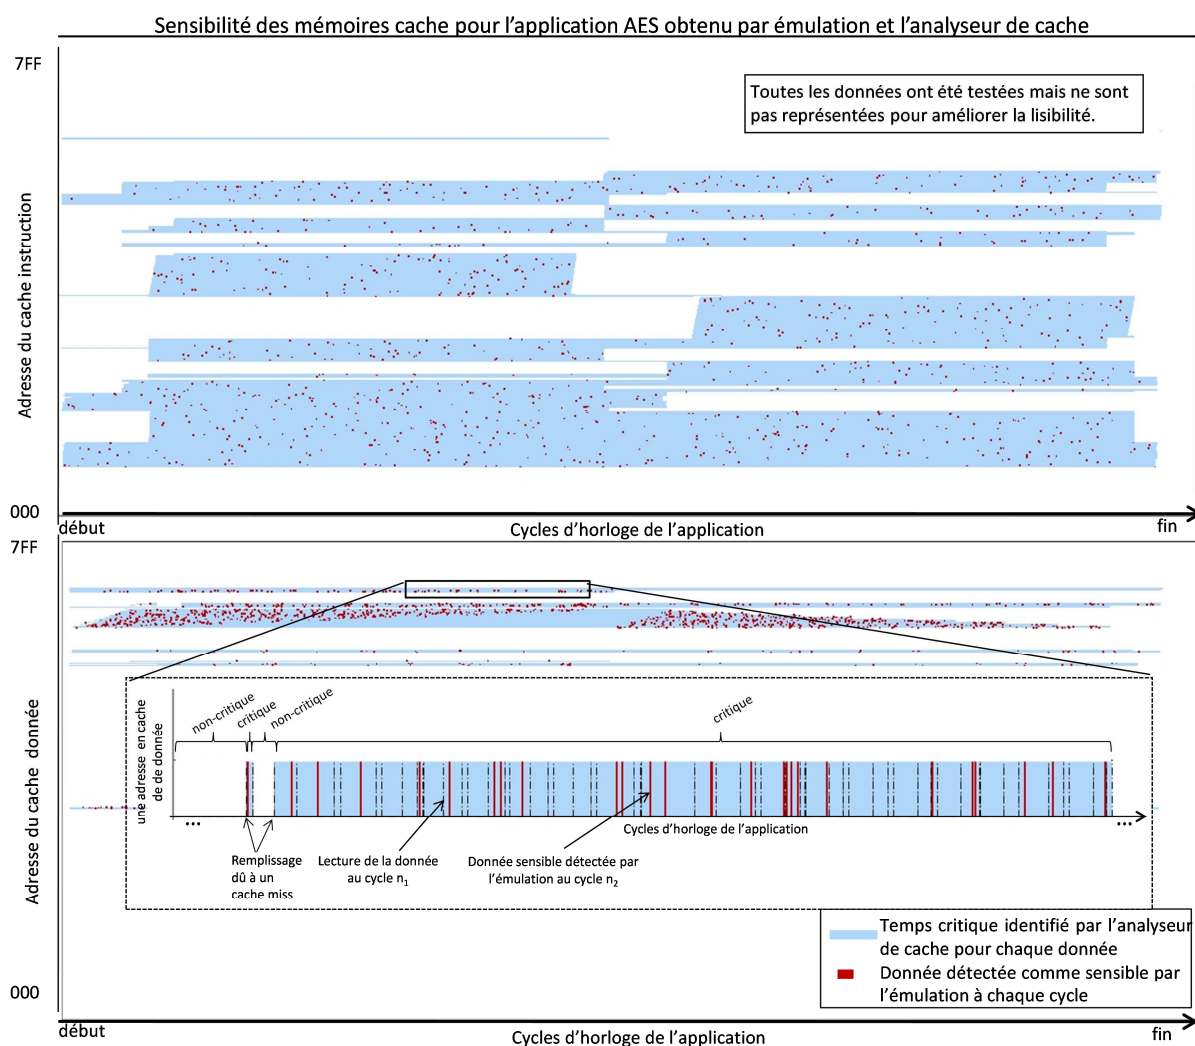 Sensibilité des mémoires cache pour l'application AES obtenu par émulation et l'analyseur de cache
7FF
Toutes les données ont été testées mais ne sont
pas représentées pour améliorer la lisibilité.
Adresse du cache instruction
000
début
Cycles d'horloge de l'application
fin
7FF
Adresse du cache donnée
une adresse en cache
de de donnée
non-critique
critique
non-critique
critique
...
Cycles d'horloge de l'application
...
Remplissage
dû à un
cache miss
Lecture de la donnée
au cycle n1
Donnée sensible détectée par
l'émulation au cycle n2
Temps critique identifié par l'analyseur
de cache pour chaque donnée
Donnée détectée comme sensible par
l'émulation à chaque cycle
000
début
Cycles d'horloge de l'application
fin